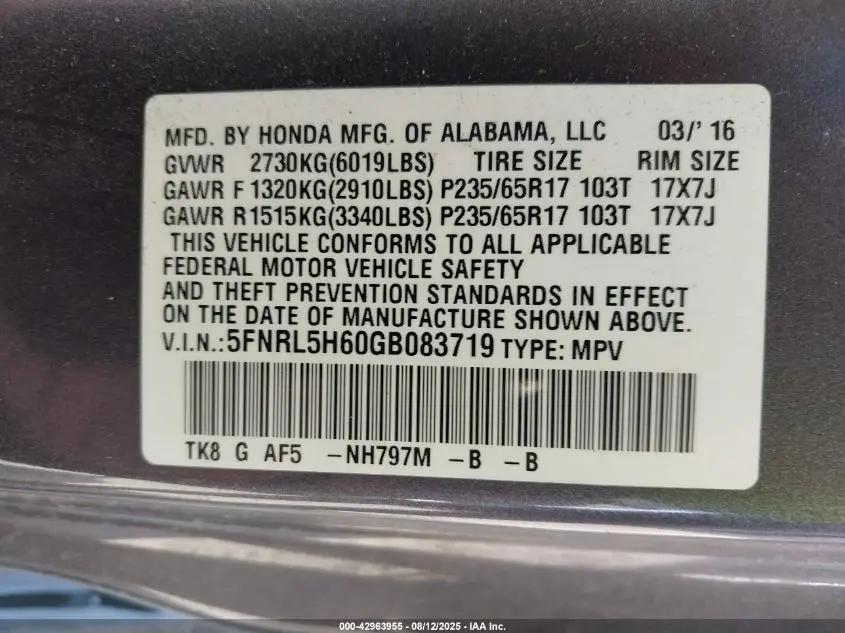 MFD. BY HONDA MFG. OF ALABAMA, LLC 03/' 16
GVWR 2730KG(6019LBS) TIRE SIZE RIM SIZE
GAWR F 1320KG(2910LBS) P235/65R17 103T 17X7J
GAWR R1515KG(3340LBS) P235/65R17 103T 17X7J
THIS VEHICLE CONFORMS TO ALL APPLICABLE
FEDERAL MOTOR VEHICLE SAFETY
AND THEFT PREVENTION STANDARDS IN EFFECT
ON THE DATE OF MANUFACTURE SHOWN ABOVE.
V.I.N.:5FNRL5H60GB083719 TYPE: MPV
TK8 G AF5 -NH797M -B -B
000-42963955 - 08/12/2025 - IAA Inc.